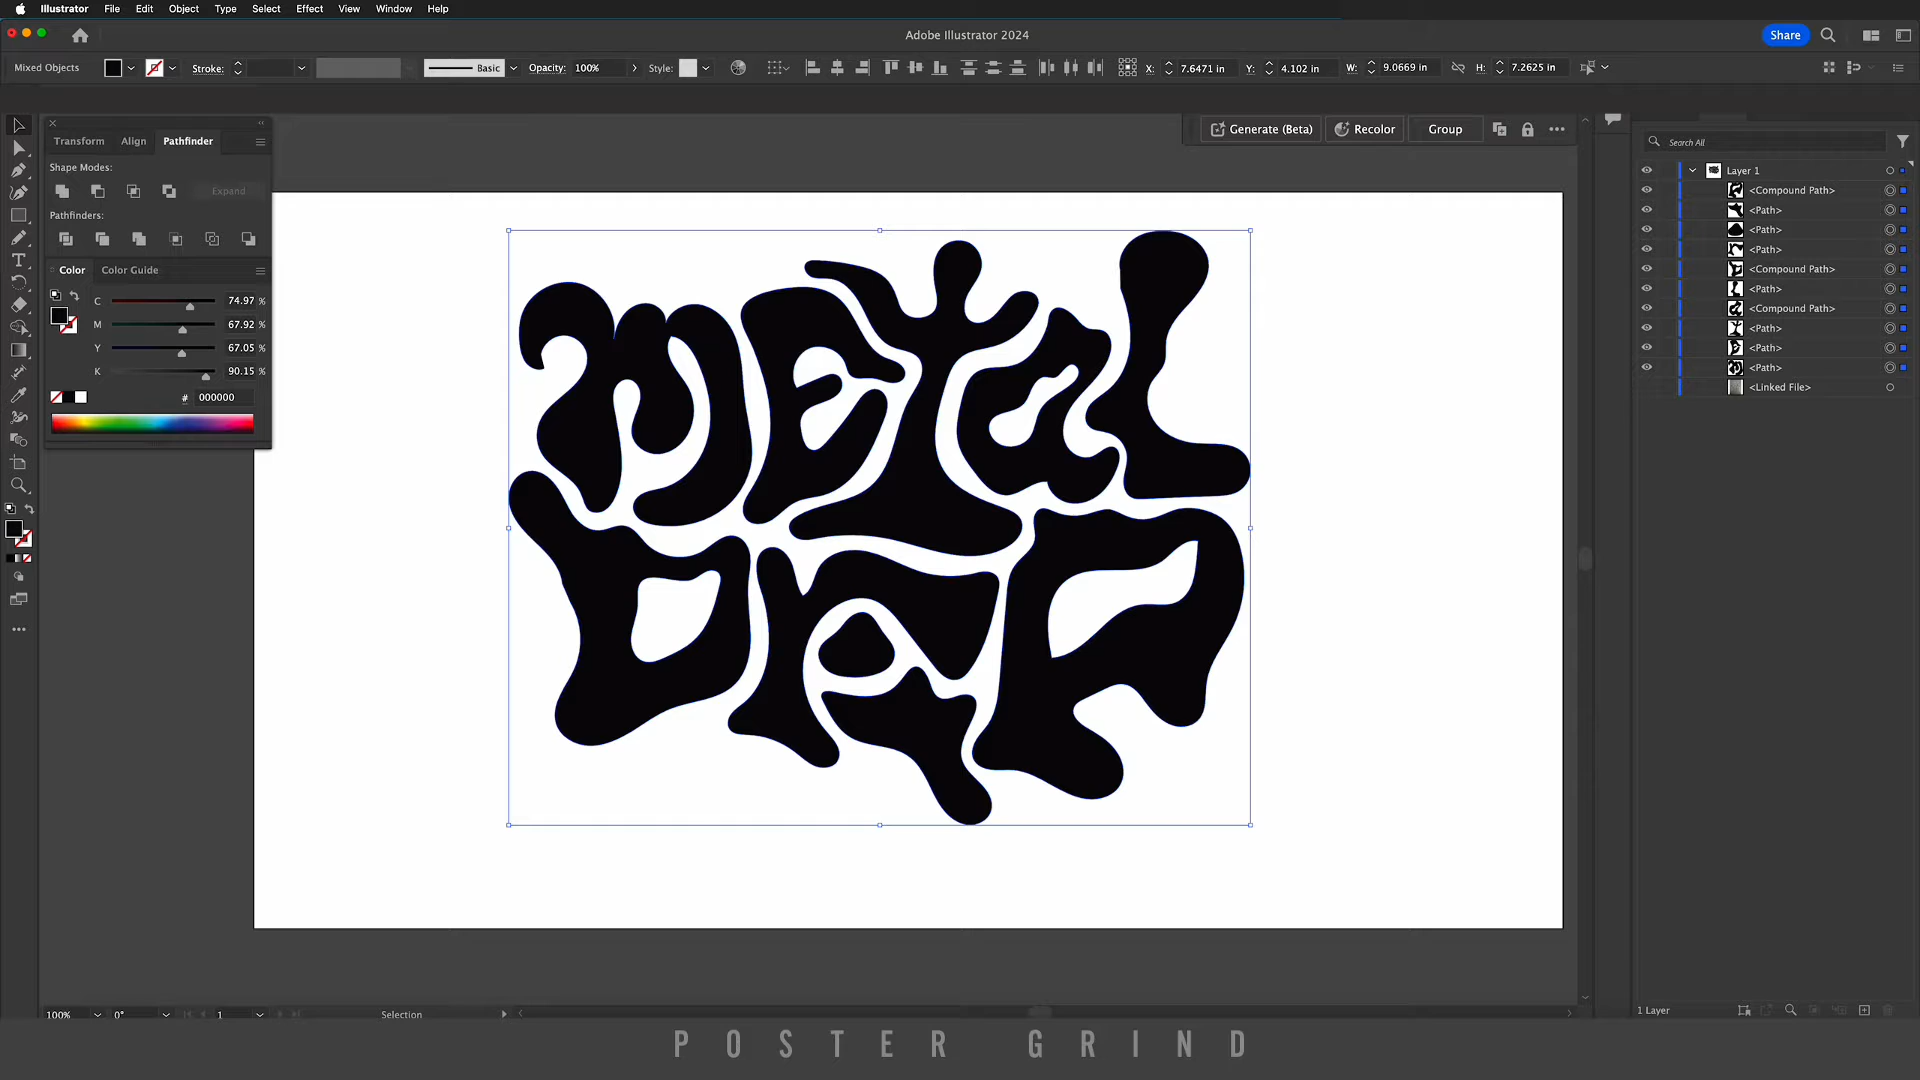 Illustrator File Edit Object Type Select Effect View Window Help
Adobe Illustrator 2024
Share
Mixed Objects Stroke: Basic Opacity: 100% Style: X: 7.6471 in Y: 4.102 in W: 9.0669 in H: 7.2625 in
Generate (Beta) Recolor Group
Transform Align Pathfinder
Shape Modes:
Expand
Pathfinders:
Color Color Guide
C 74.97 %
M 67.92 %
Y 67.05 %
K 90.15 %
# 000000
METAL
DRIP
Search All
Layer 1
<Compound Path>
<Path>
<Path>
<Path>
<Compound Path>
<Path>
<Compound Path>
<Path>
<Path>
<Path>
<Linked File>
100% 0° 1 Selection
1 Layer
POSTER GRIND